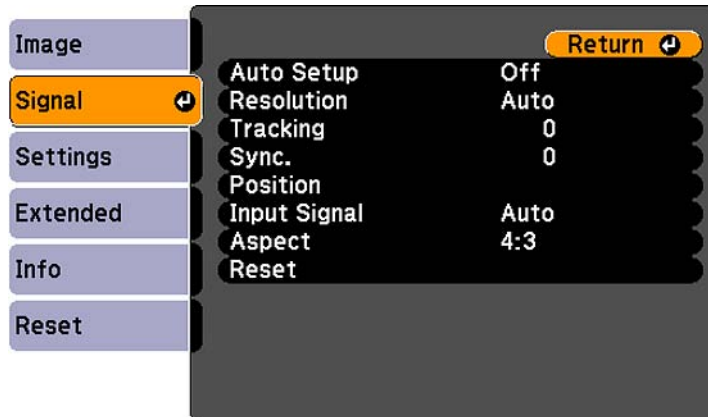 Image
Signal
Settings
Extended
Info
Reset
Return
Auto Setup Off
Resolution Auto
Tracking 0
Sync. 0
Position
Input Signal Auto
Aspect 4:3
Reset